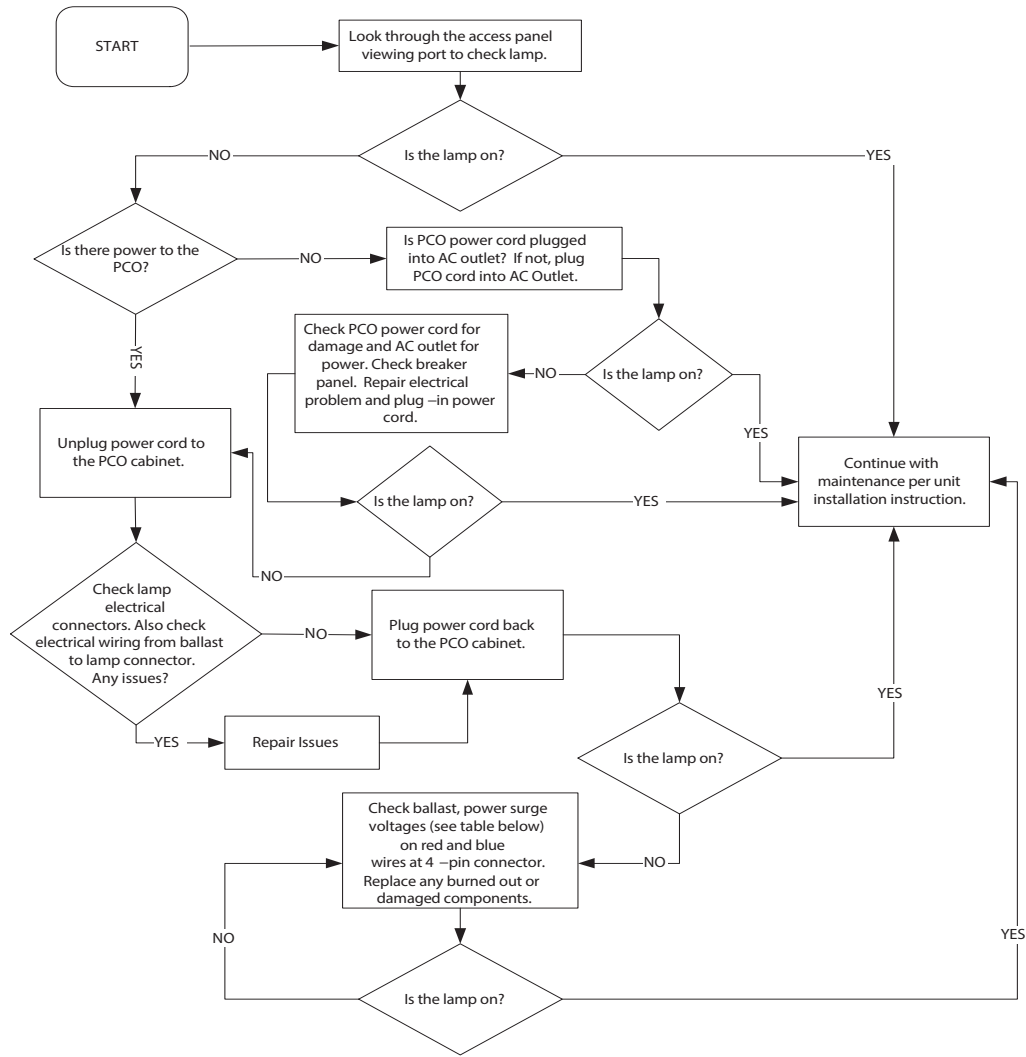 START
Look through the access panel
viewing port to check lamp.
Is the lamp on?
NO
YES
Is there power to the
PCO?
NO
Is PCO power cord plugged
into AC outlet? If not, plug
PCO cord into AC Outlet.
YES
Check PCO power cord for
damage and AC outlet for
power. Check breaker
panel. Repair electrical
problem and plug –in power
cord.
NO
Is the lamp on?
YES
Unplug power cord to
the PCO cabinet.
Is the lamp on?
YES
Continue with
maintenance per unit
installation instruction.
NO
Check lamp
electrical
connectors. Also check
electrical wiring from ballast
to lamp connector.
Any issues?
NO
Plug power cord back
to the PCO cabinet.
YES
YES
Repair Issues
Is the lamp on?
Check ballast, power surge
voltages (see table below)
on red and blue
wires at 4 –pin connector.
Replace any burned out or
damaged components.
NO
NO
YES
Is the lamp on?